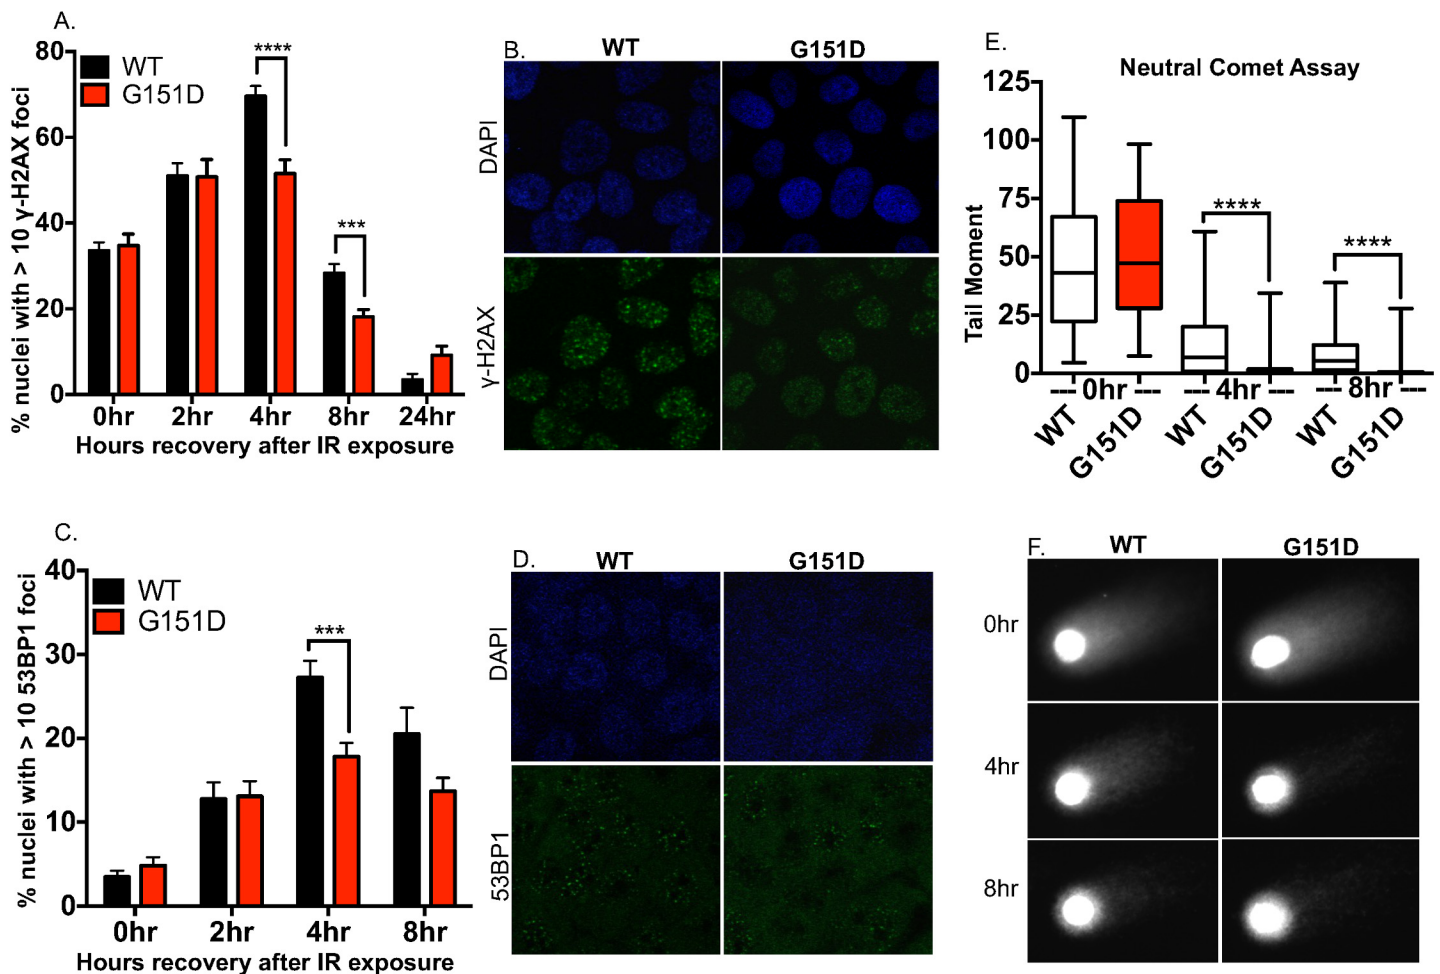 A.
% nuclei with > 10 γ-H2AX foci
80
60
40
20
0
WT
G151D
****
***
0hr 2hr 4hr 8hr 24hr
Hours recovery after IR exposure
B.
WT G151D
DAPI
γ-H2AX
E.
Neutral Comet Assay
Tail Moment
125
100
75
50
25
0
****
****
--- 0hr --- --- 4hr --- --- 8hr ---
WT G151D WT G151D WT G151D
C.
% nuclei with > 10 53BP1 foci
40
30
20
10
0
WT
G151D
***
0hr 2hr 4hr 8hr
Hours recovery after IR exposure
D.
WT G151D
DAPI
53BP1
F.
WT G151D
0hr
4hr
8hr